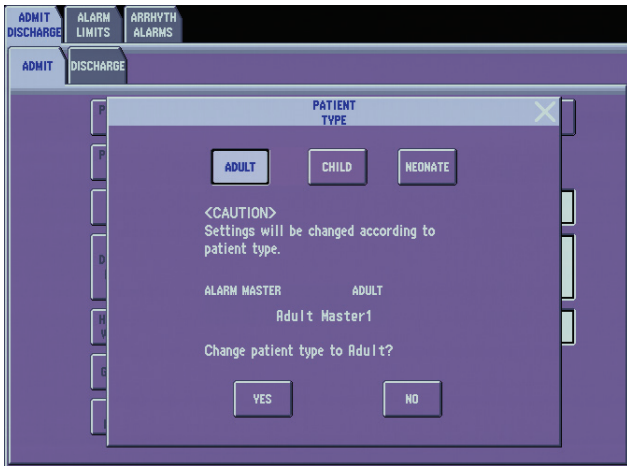 ADMIT
DISCHARGE
ALARM
LIMITS
ARRHYTH
ALARMS
ADMIT
DISCHARGE
PATIENT
TYPE
ADULT
CHILD
NEONATE
<CAUTION>
Settings will be changed according to
patient type.
ALARM MASTER ADULT
Adult Master1
Change patient type to Adult?
YES
NO